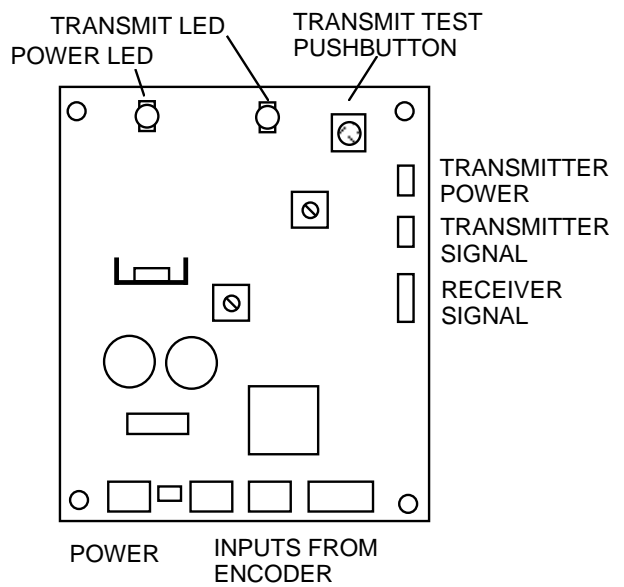 TRANSMIT LED
POWER LED
TRANSMIT TEST
PUSHBUTTON
TRANSMITTER
POWER
TRANSMITTER
SIGNAL
RECEIVER
SIGNAL
POWER
INPUTS FROM
ENCODER